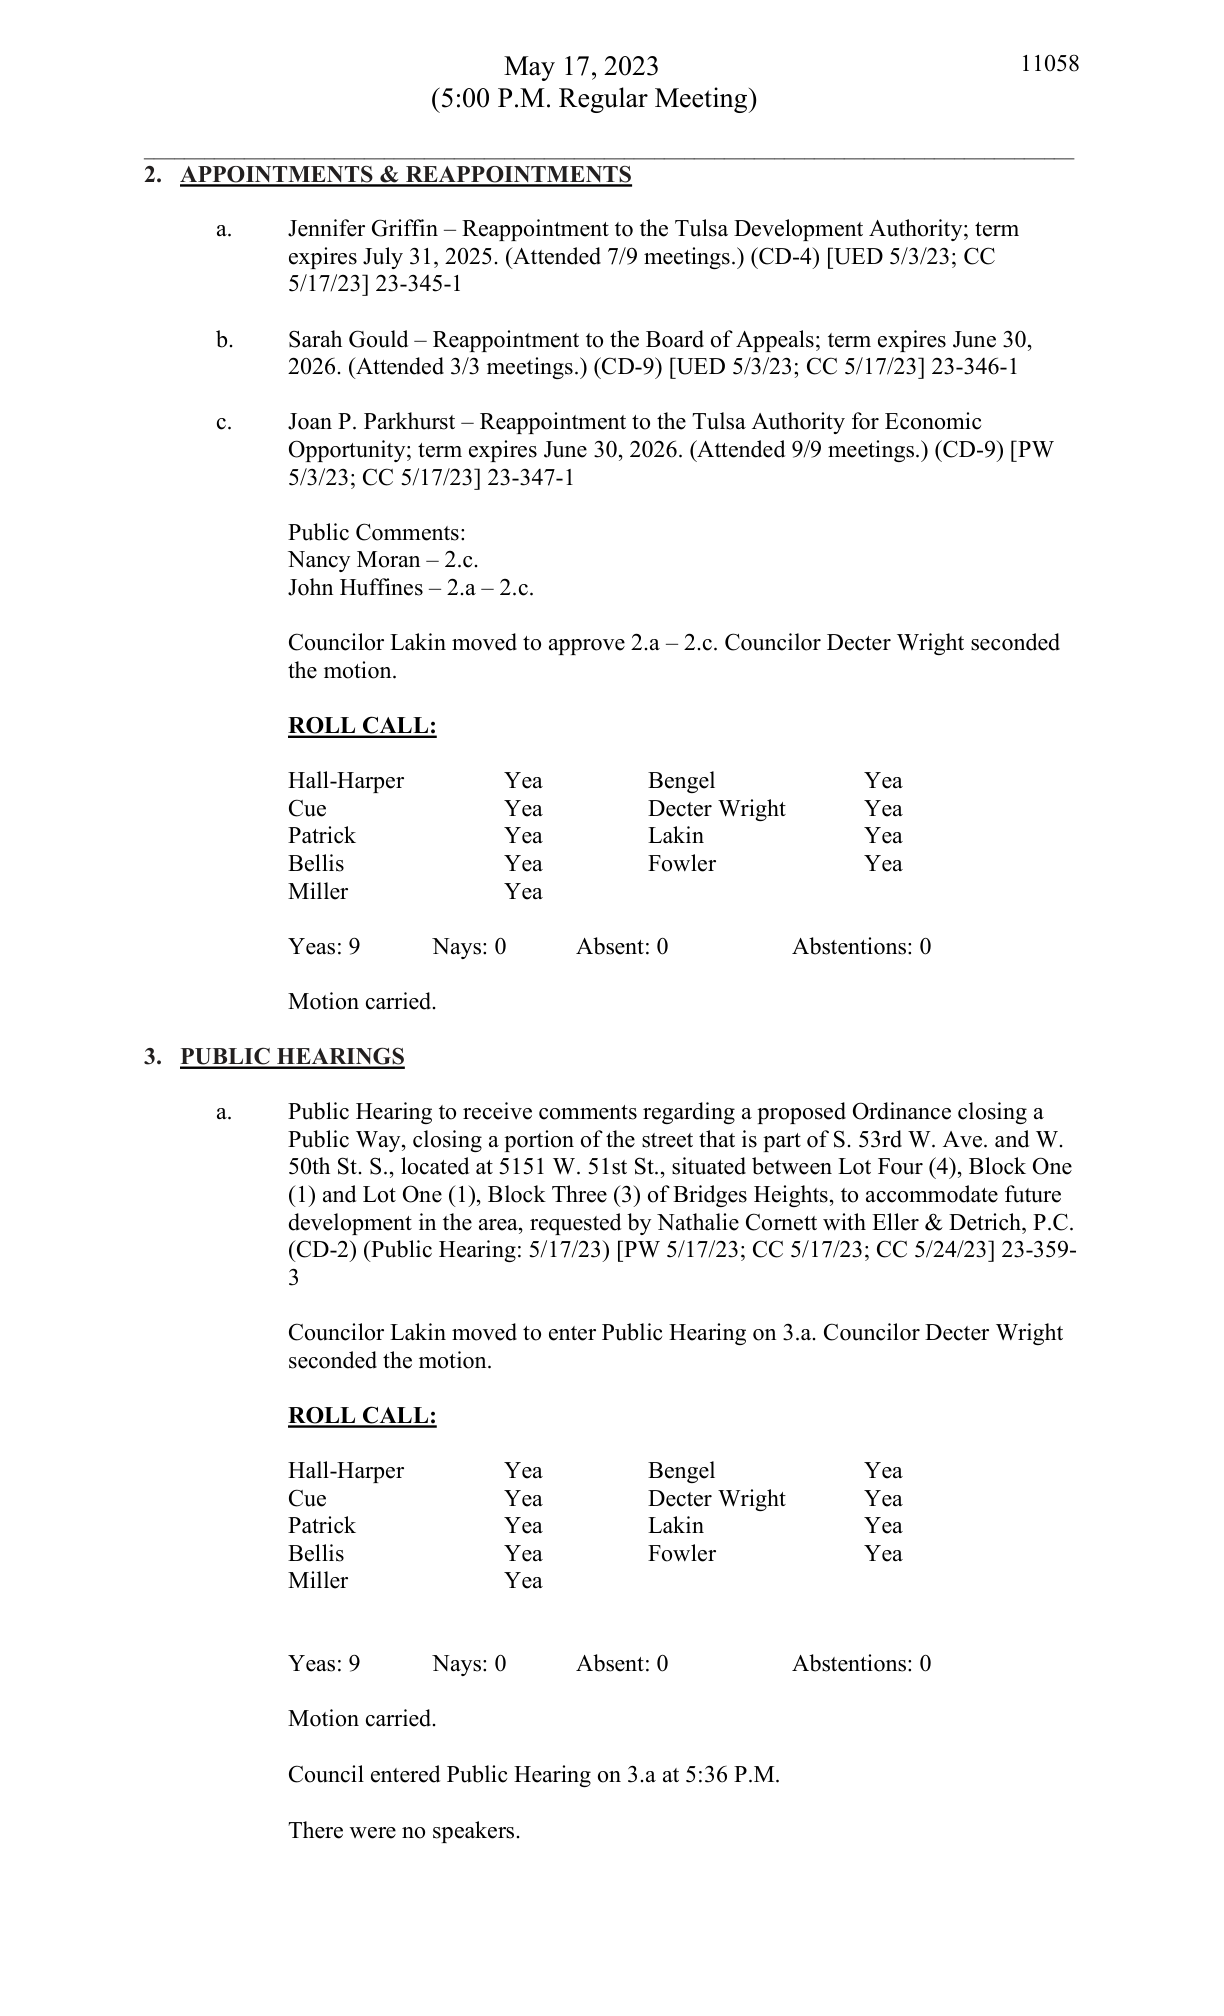 May 17, 2023
11058
(5:00 P.M. Regular Meeting)
2. APPOINTMENTS & REAPPOINTMENTS
a. Jennifer Griffin – Reappointment to the Tulsa Development Authority; term
expires July 31, 2025. (Attended 7/9 meetings.) (CD-4) [UED 5/3/23; CC
5/17/23] 23-345-1
b. Sarah Gould – Reappointment to the Board of Appeals; term expires June 30,
2026. (Attended 3/3 meetings.) (CD-9) [UED 5/3/23; CC 5/17/23] 23-346-1
c. Joan P. Parkhurst – Reappointment to the Tulsa Authority for Economic
Opportunity; term expires June 30, 2026. (Attended 9/9 meetings.) (CD-9) [PW
5/3/23; CC 5/17/23] 23-347-1
Public Comments:
Nancy Moran – 2.c.
John Huffines – 2.a – 2.c.
Councilor Lakin moved to approve 2.a – 2.c. Councilor Decter Wright seconded
the motion.
ROLL CALL:
Hall-Harper Yea Bengel Yea
Cue Yea Decter Wright Yea
Patrick Yea Lakin Yea
Bellis Yea Fowler Yea
Miller Yea
Yeas: 9 Nays: 0 Absent: 0 Abstentions: 0
Motion carried.
3. PUBLIC HEARINGS
a. Public Hearing to receive comments regarding a proposed Ordinance closing a
Public Way, closing a portion of the street that is part of S. 53rd W. Ave. and W.
50th St. S., located at 5151 W. 51st St., situated between Lot Four (4), Block One
(1) and Lot One (1), Block Three (3) of Bridges Heights, to accommodate future
development in the area, requested by Nathalie Cornett with Eller & Detrich, P.C.
(CD-2) (Public Hearing: 5/17/23) [PW 5/17/23; CC 5/17/23; CC 5/24/23] 23-359-
3
Councilor Lakin moved to enter Public Hearing on 3.a. Councilor Decter Wright
seconded the motion.
ROLL CALL:
Hall-Harper Yea Bengel Yea
Cue Yea Decter Wright Yea
Patrick Yea Lakin Yea
Bellis Yea Fowler Yea
Miller Yea
Yeas: 9 Nays: 0 Absent: 0 Abstentions: 0
Motion carried.
Council entered Public Hearing on 3.a at 5:36 P.M.
There were no speakers.